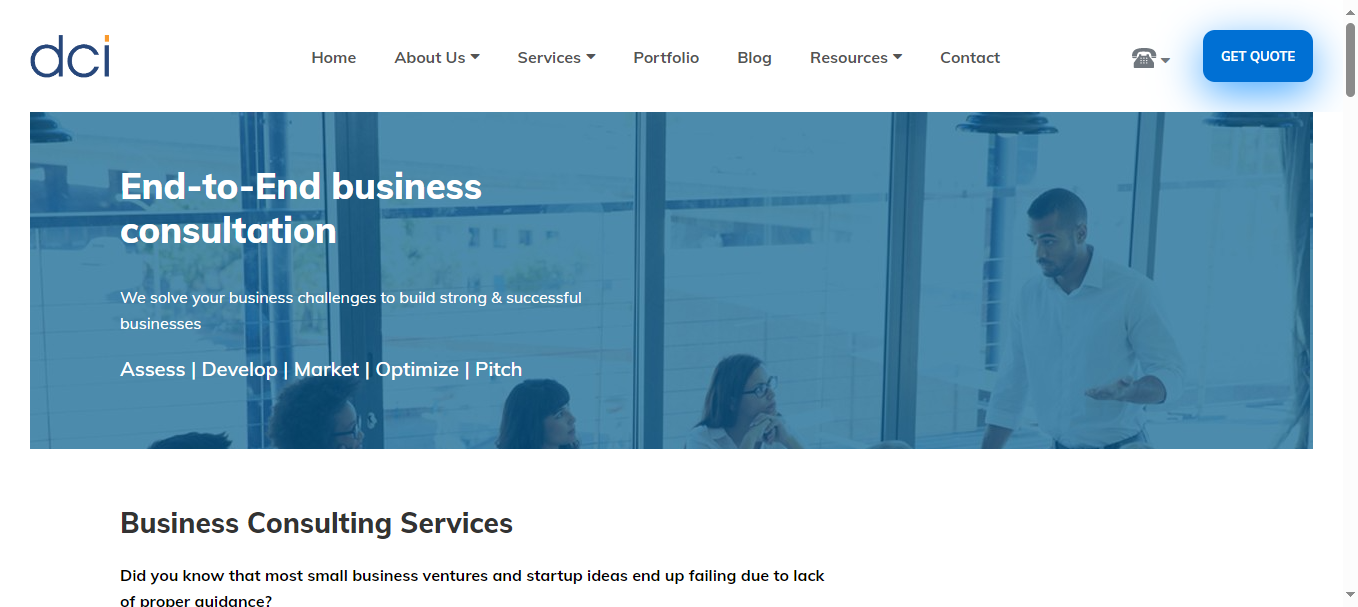 dci
Home About Us Services Portfolio Blog Resources Contact GET QUOTE
End-to-End business
consultation
We solve your business challenges to build strong & successful
businesses
Assess | Develop | Market | Optimize | Pitch
Business Consulting Services
Did you know that most small business ventures and startup ideas end up failing due to lack
of proper guidance?